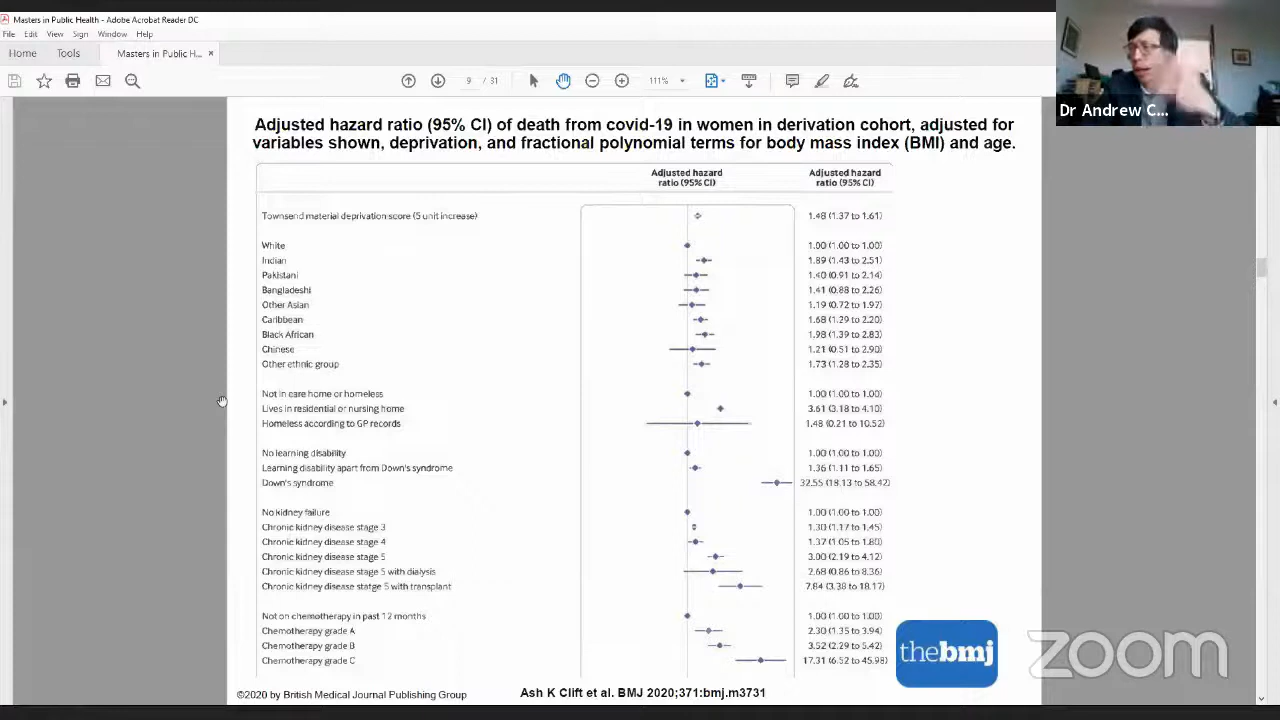 Masters in Public Health - Adobe Acrobat Reader DC
File Edit View Sign Window Help
Home Tools Masters in Public H... ×
9 / 31 111%
Dr Andrew C...
Adjusted hazard ratio (95% CI) of death from covid-19 in women in derivation cohort, adjusted for
variables shown, deprivation, and fractional polynomial terms for body mass index (BMI) and age.
Adjusted hazard Adjusted hazard
ratio (95% CI) ratio (95% CI)
Townsend material deprivation score (5 unit increase) 1.48 (1.37 to 1.61)
White 1.00 (1.00 to 1.00)
Indian 1.89 (1.43 to 2.51)
Pakistani 1.40 (0.91 to 2.14)
Bangladeshi 1.41 (0.88 to 2.26)
Other Asian 1.19 (0.72 to 1.97)
Caribbean 1.68 (1.29 to 2.20)
Black African 1.98 (1.39 to 2.83)
Chinese 1.21 (0.51 to 2.90)
Other ethnic group 1.73 (1.28 to 2.35)
Not in care home or homeless 1.00 (1.00 to 1.00)
Lives in residential or nursing home 3.61 (3.18 to 4.10)
Homeless according to GP records 1.48 (0.21 to 10.52)
No learning disability 1.00 (1.00 to 1.00)
Learning disability apart from Down's syndrome 1.36 (1.11 to 1.65)
Down's syndrome 32.55 (18.13 to 58.42)
No kidney failure 1.00 (1.00 to 1.00)
Chronic kidney disease stage 3 1.30 (1.17 to 1.45)
Chronic kidney disease stage 4 1.37 (1.05 to 1.80)
Chronic kidney disease stage 5 3.00 (2.19 to 4.12)
Chronic kidney disease stage 5 with dialysis 2.68 (0.86 to 8.36)
Chronic kidney disease statge 5 with transplant 7.84 (3.38 to 18.17)
Not on chemotherapy in past 12 months 1.00 (1.00 to 1.00)
Chemotherapy grade A 2.30 (1.35 to 3.94)
Chemotherapy grade B 3.52 (2.29 to 5.42)
Chemotherapy grade C 17.31 (6.52 to 45.98)
thebmj
zoom
©2020 by British Medical Journal Publishing Group
Ash K Clift et al. BMJ 2020;371:bmj.m3731